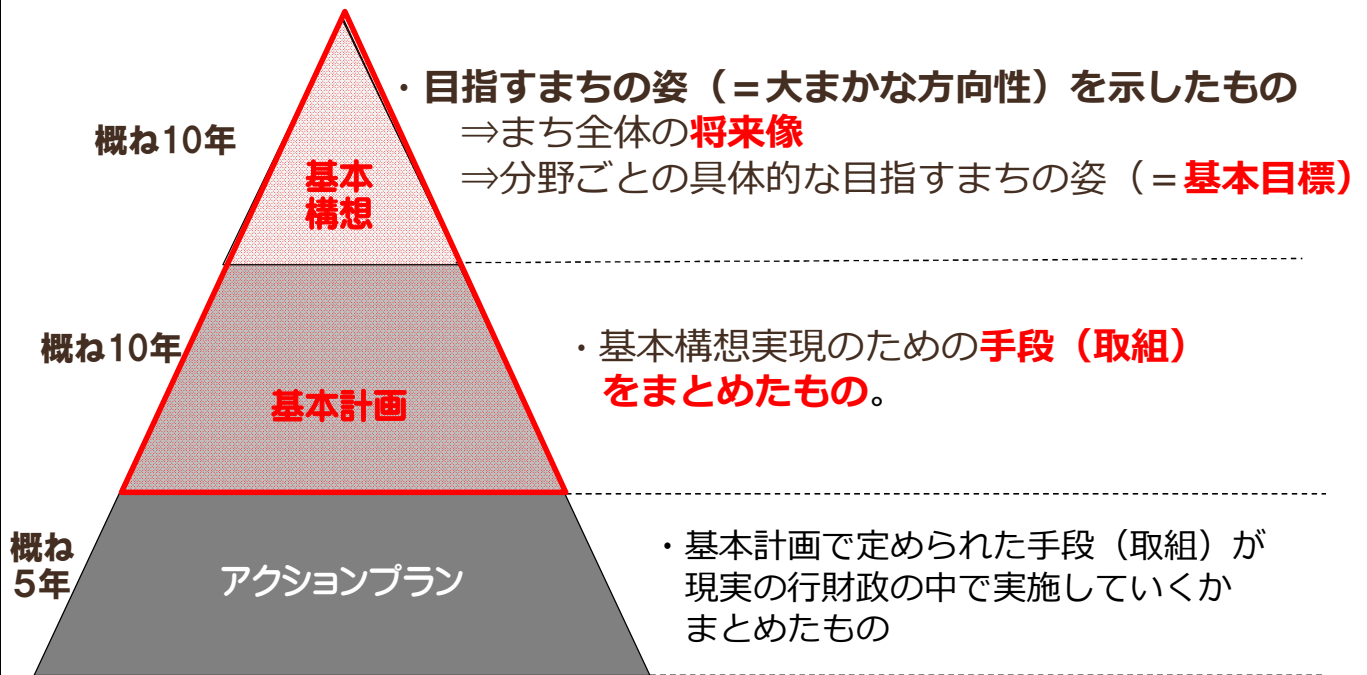 ・目指すまちの姿(=大まかな方向性)を示したもの
⇒まち全体の将来像
⇒分野ごとの具体的な目指すまちの姿(=基本目標)
概ね10年
基本
構想
・基本構想実現のための手段(取組)
をまとめたもの。
概ね10年
基本計画
・基本計画で定められた手段(取組)が
現実の行財政の中で実施していくか
まとめたもの
概ね
5年
アクションプラン